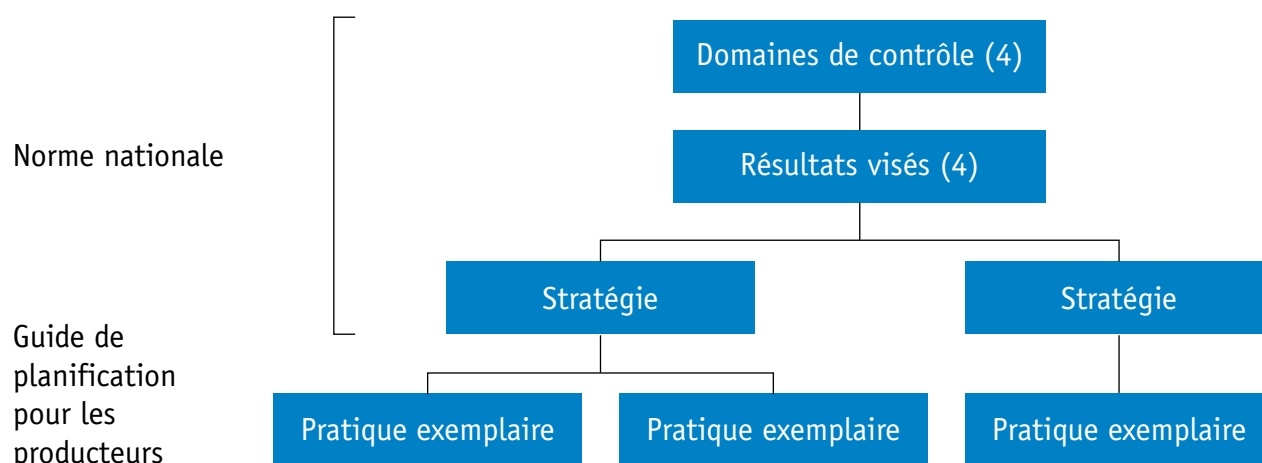 Domaines de contrôle (4)
Norme nationale
Résultats visés (4)
Stratégie
Stratégie
Guide de
planification
pour les
producteurs
Pratique exemplaire
Pratique exemplaire
Pratique exemplaire